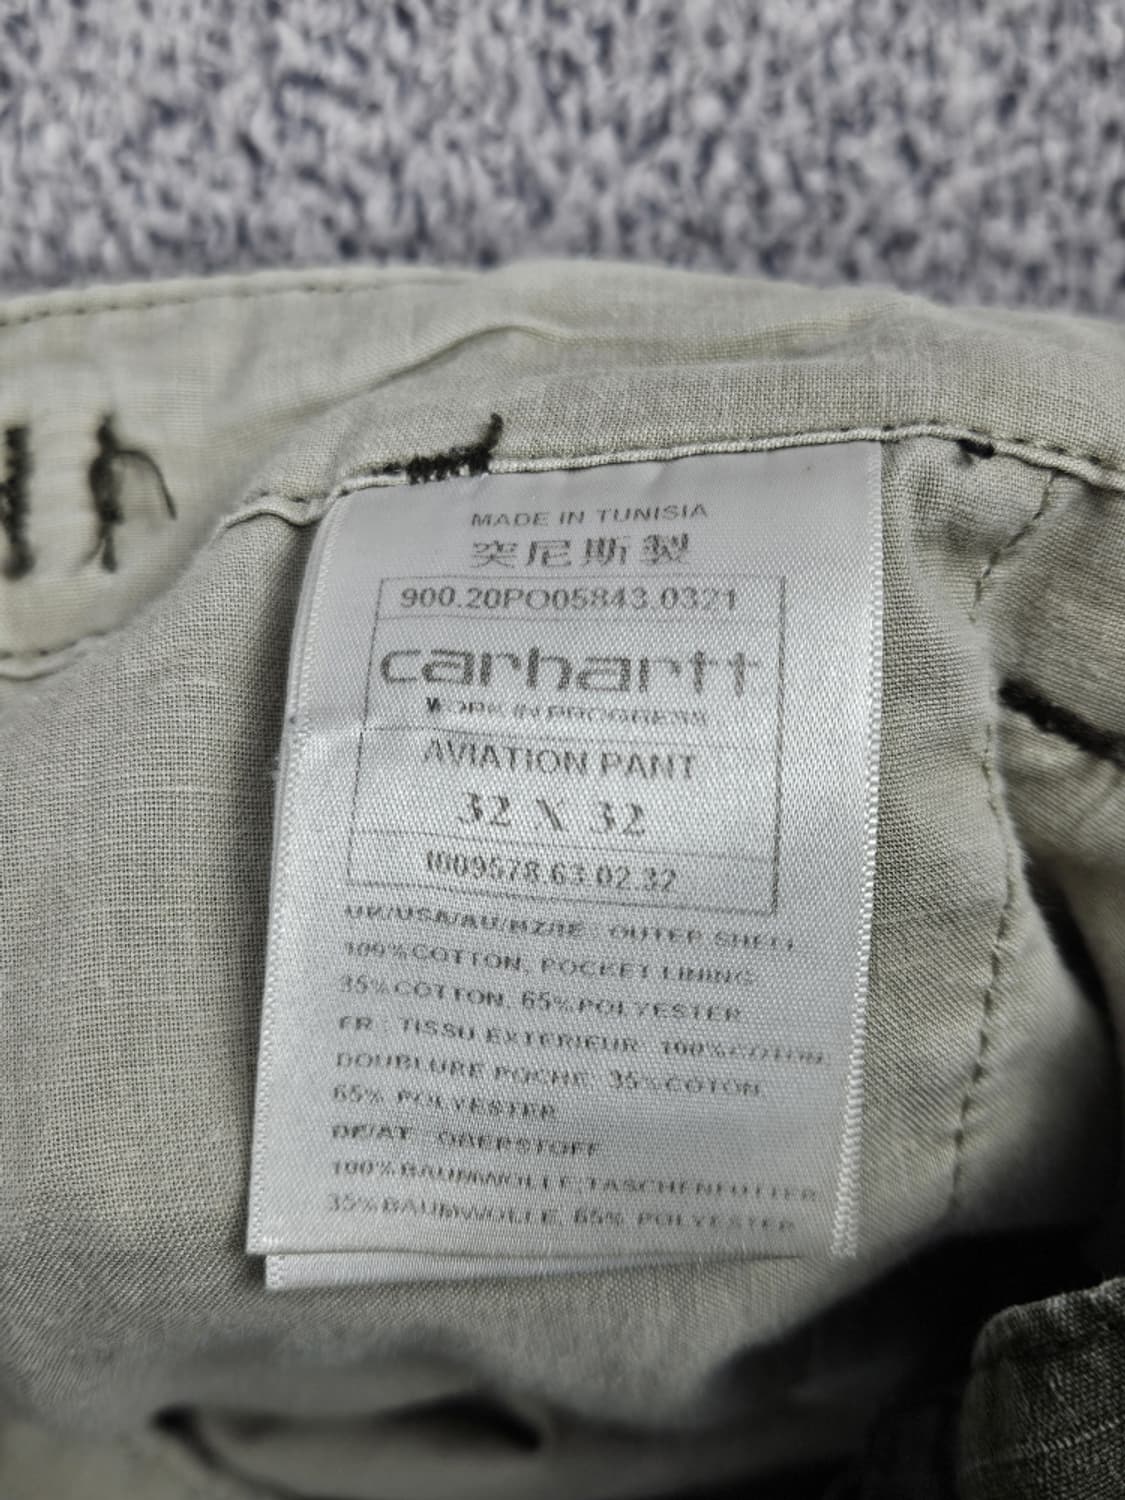 MADE IN TUNISIA
突尼斯製
900.20PO05843.0321
carhartt
WORK IN PROGRESS
AVIATION PANT
32 X 32
I009578.63.02.32
UK/USA/AU/NZ/IE: OUTER SHELL:
100%COTTON, POCKET LINING:
35%COTTON, 65%POLYESTER
FR : TISSU EXTERIEUR: 100%COTON;
DOUBLURE POCHE: 35%COTON,
65% POLYESTER
DE/AT : OBERSTOFF
100%BAUMWOLLE,TASCHENFUTTER
35%BAUMWOLLE, 65% POLYESTER